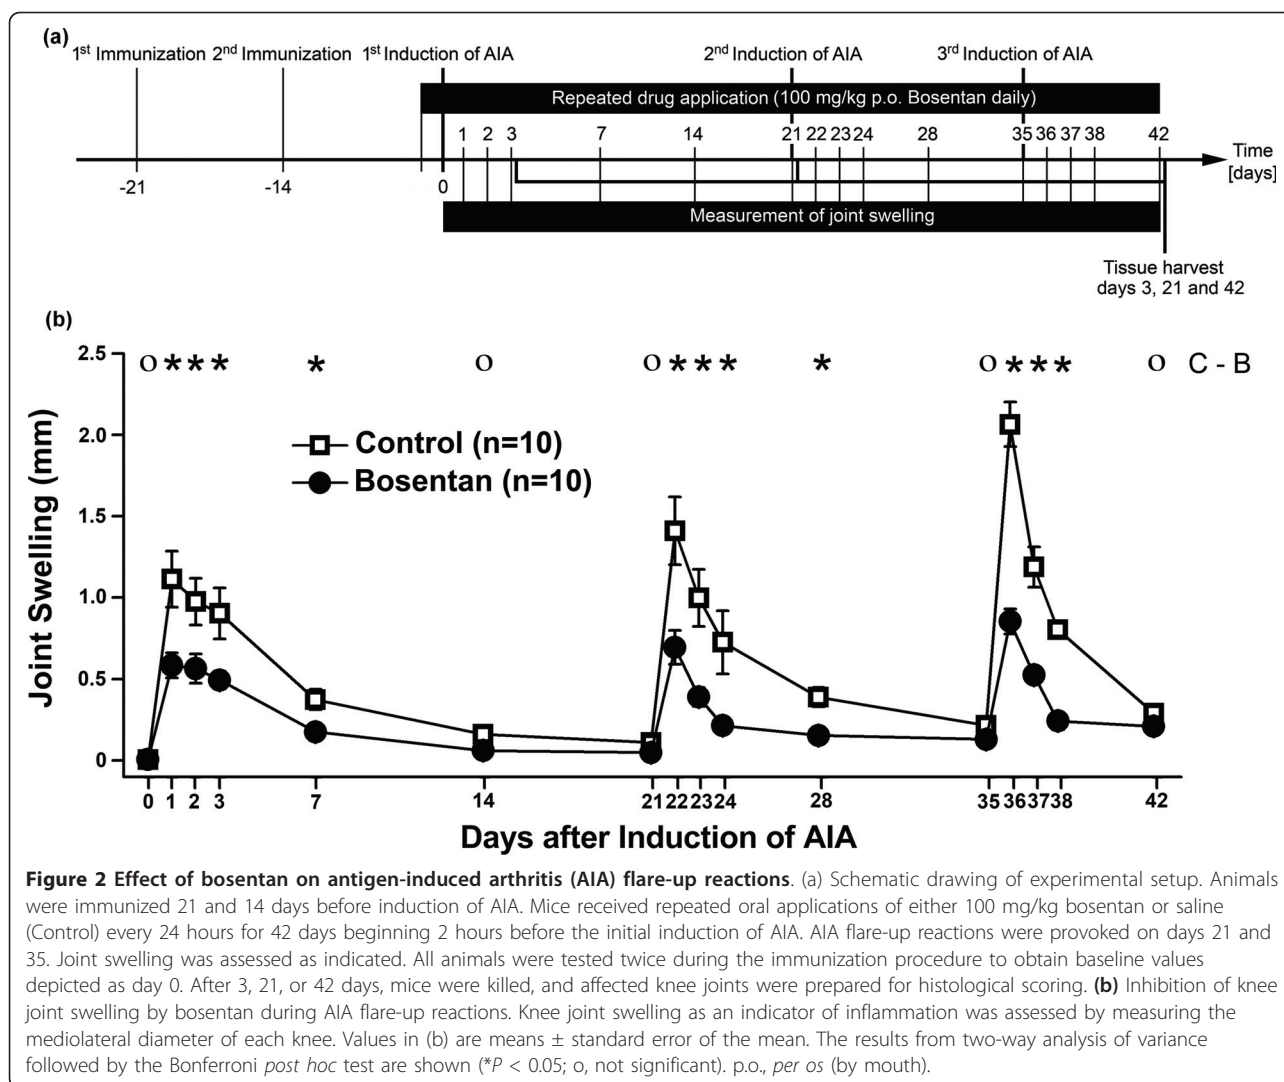 (a)
1st Immunization 2nd Immunization 1st Induction of AIA 2nd Induction of AIA 3rd Induction of AIA
Repeated drug application (100 mg/kg p.o. Bosentan daily)
1 2 3 7 14 21 22 23 24 28 35 36 37 38 42
Time
[days]
-21 -14 0
Measurement of joint swelling
Tissue harvest
days 3, 21 and 42
(b)
2.5 o * * * * o o * * * * o * * * o C - B
2.0
1.5
1.0
0.5
0
Joint Swelling (mm)
Control (n=10)
Bosentan (n=10)
0 1 2 3 7 14 21 22 23 24 28 35 36 37 38 42
Days after Induction of AIA
Figure 2 Effect of bosentan on antigen-induced arthritis (AIA) flare-up reactions. (a) Schematic drawing of experimental setup. Animals
were immunized 21 and 14 days before induction of AIA. Mice received repeated oral applications of either 100 mg/kg bosentan or saline
(Control) every 24 hours for 42 days beginning 2 hours before the initial induction of AIA. AIA flare-up reactions were provoked on days 21 and
35. Joint swelling was assessed as indicated. All animals were tested twice during the immunization procedure to obtain baseline values
depicted as day 0. After 3, 21, or 42 days, mice were killed, and affected knee joints were prepared for histological scoring. (b) Inhibition of knee
joint swelling by bosentan during AIA flare-up reactions. Knee joint swelling as an indicator of inflammation was assessed by measuring the
mediolateral diameter of each knee. Values in (b) are means ± standard error of the mean. The results from two-way analysis of variance
followed by the Bonferroni post hoc test are shown (*P < 0.05; o, not significant). p.o., per os (by mouth).